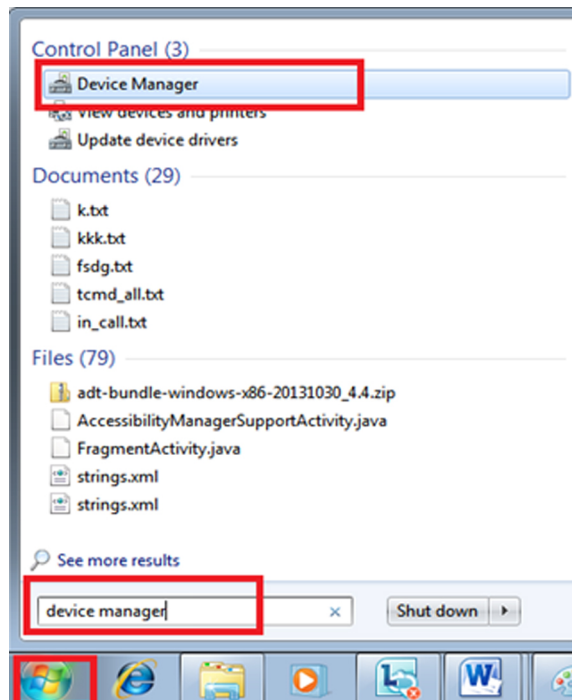 Control Panel (3)
Device Manager
View devices and printers
Update device drivers
Documents (29)
k.txt
kkk.txt
fsdg.txt
tcmd_all.txt
in_call.txt
Files (79)
adt-bundle-windows-x86-20131030_4.4.zip
AccessibilityManagerSupportActivity.java
FragmentActivity.java
strings.xml
strings.xml
See more results
device manager
Shut down